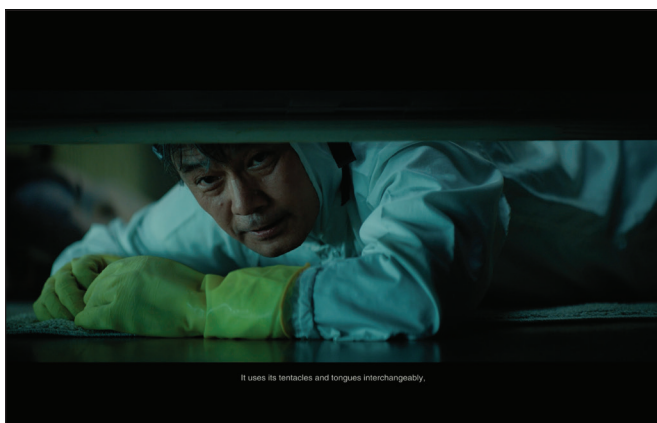 It uses its tentacles and tongues interchangeably,